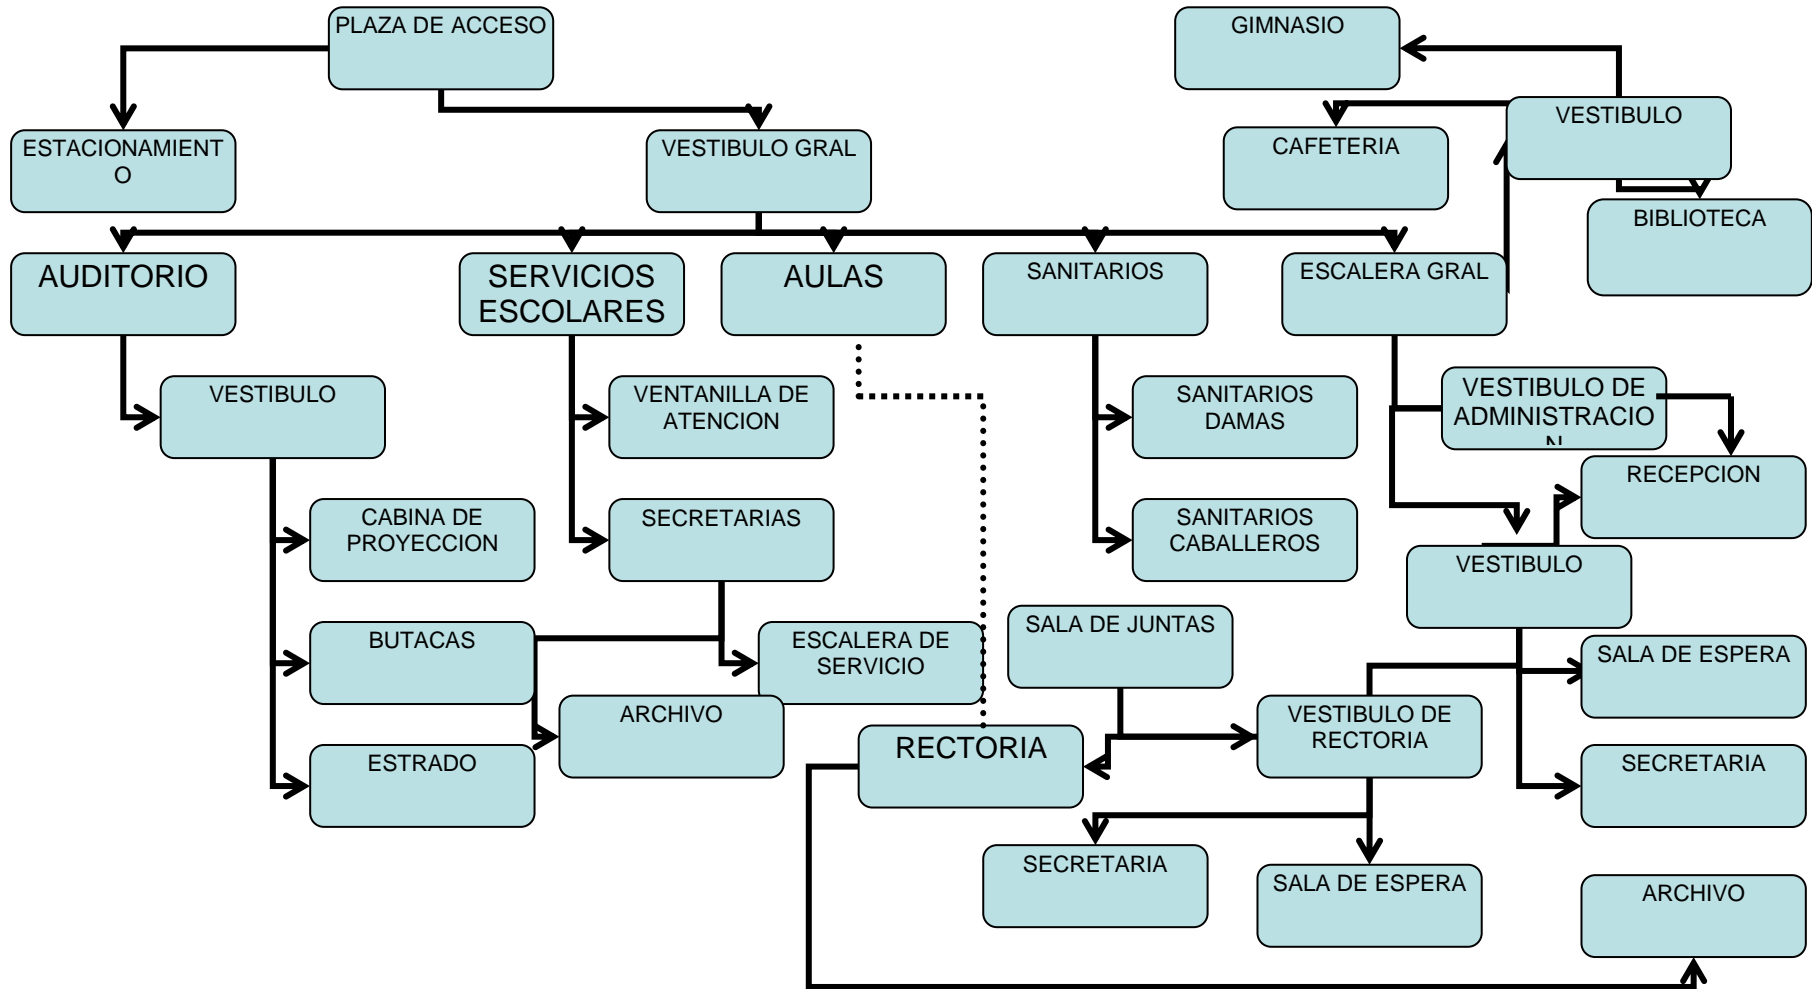 PLAZA DE ACCESO
GIMNASIO
ESTACIONAMIENT
O
VESTIBULO GRAL
CAFETERIA
VESTIBULO
BIBLIOTECA
AUDITORIO
SERVICIOS
ESCOLARES
AULAS
SANITARIOS
ESCALERA GRAL
VESTIBULO
VENTANILLA DE
ATENCION
SANITARIOS
DAMAS
VESTIBULO DE
ADMINISTRACIO
N
RECEPCION
CABINA DE
PROYECCION
SECRETARIAS
SANITARIOS
CABALLEROS
VESTIBULO
BUTACAS
ESCALERA DE
SERVICIO
SALA DE JUNTAS
SALA DE ESPERA
ARCHIVO
RECTORIA
VESTIBULO DE
RECTORIA
ESTRADO
SECRETARIA
SECRETARIA
SALA DE ESPERA
ARCHIVO